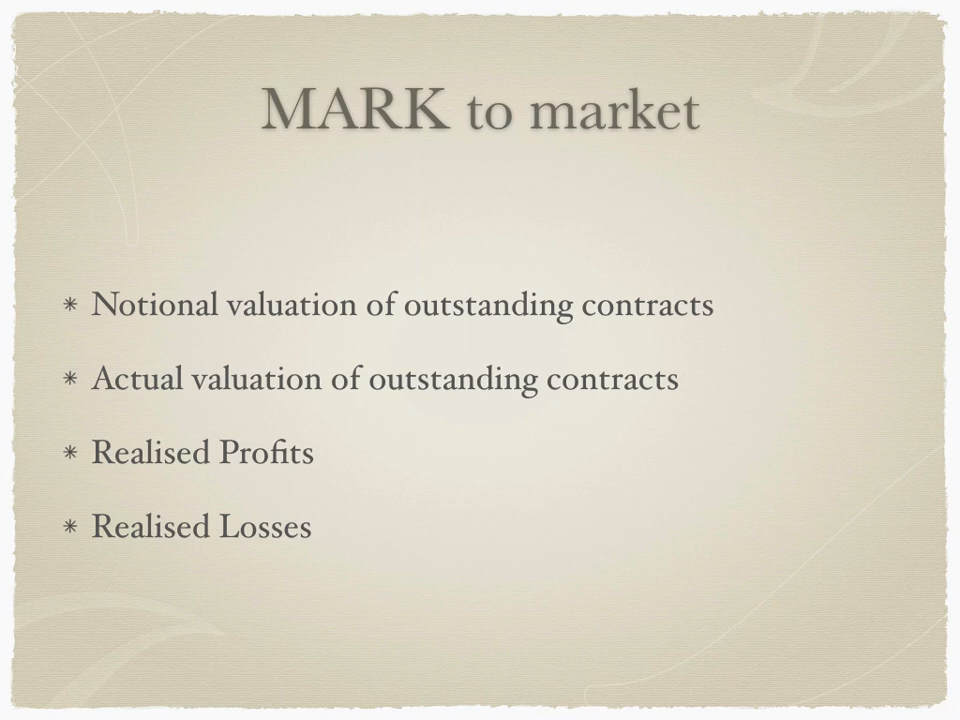 MARK to market
* Notional valuation of outstanding contracts
* Actual valuation of outstanding contracts
* Realised Profits
* Realised Losses